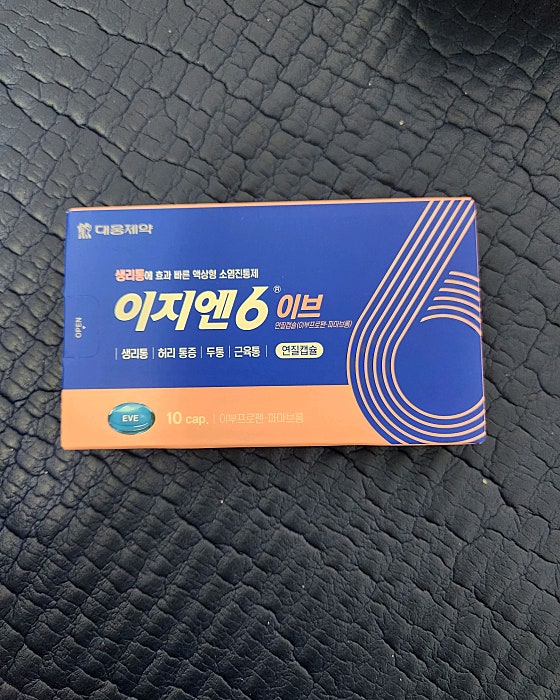 대웅제약
생리통에 효과 빠른 액상형 소염진통제
이지엔6® 이브
연질캡슐(이부프로펜·파마브롬)
생리통 | 허리 통증 | 두통 | 근육통 | 연질캡슐
OPEN
EVE
10 cap. | 이부프로펜·파마브롬